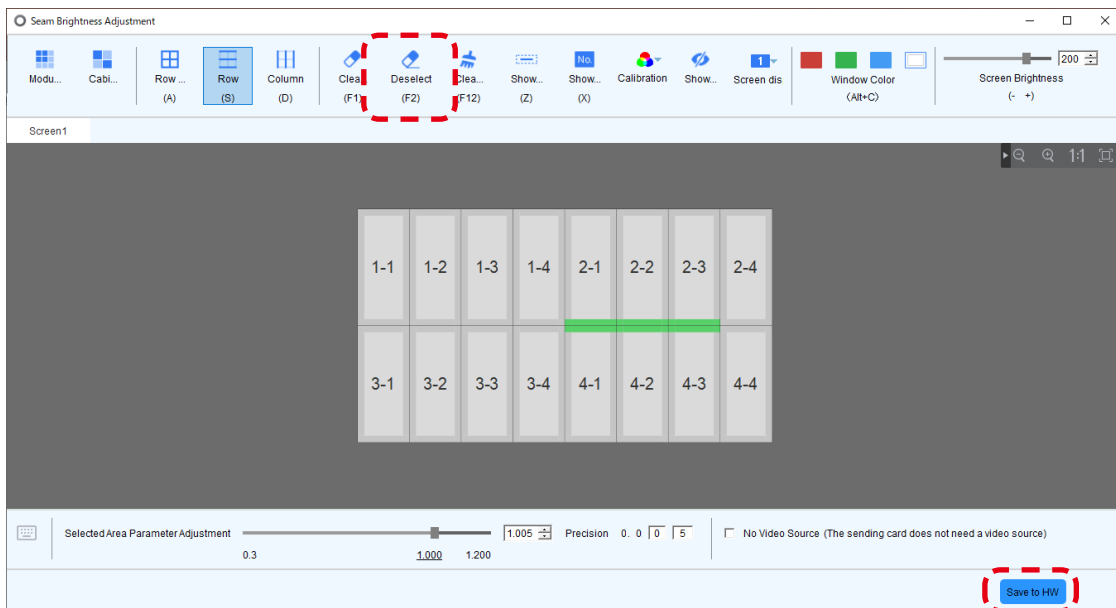 Seam Brightness Adjustment
Modu... Cabi... Row ... Row Column Clea Deselect Clea... Show... No. Show... Calibration Show... 1 Screen dis Window Color Screen Brightness 200
(A) (S) (D) (F1) (F2) (F12) (Z) (X) (Alt+C) (- +)
Screen1
1:1
1-1 1-2 1-3 1-4 2-1 2-2 2-3 2-4
3-1 3-2 3-3 3-4 4-1 4-2 4-3 4-4
Selected Area Parameter Adjustment 1.005 Precision 0. 0 0 5 No Video Source (The sending card does not need a video source)
0.3 1.000 1.200
Save to HW